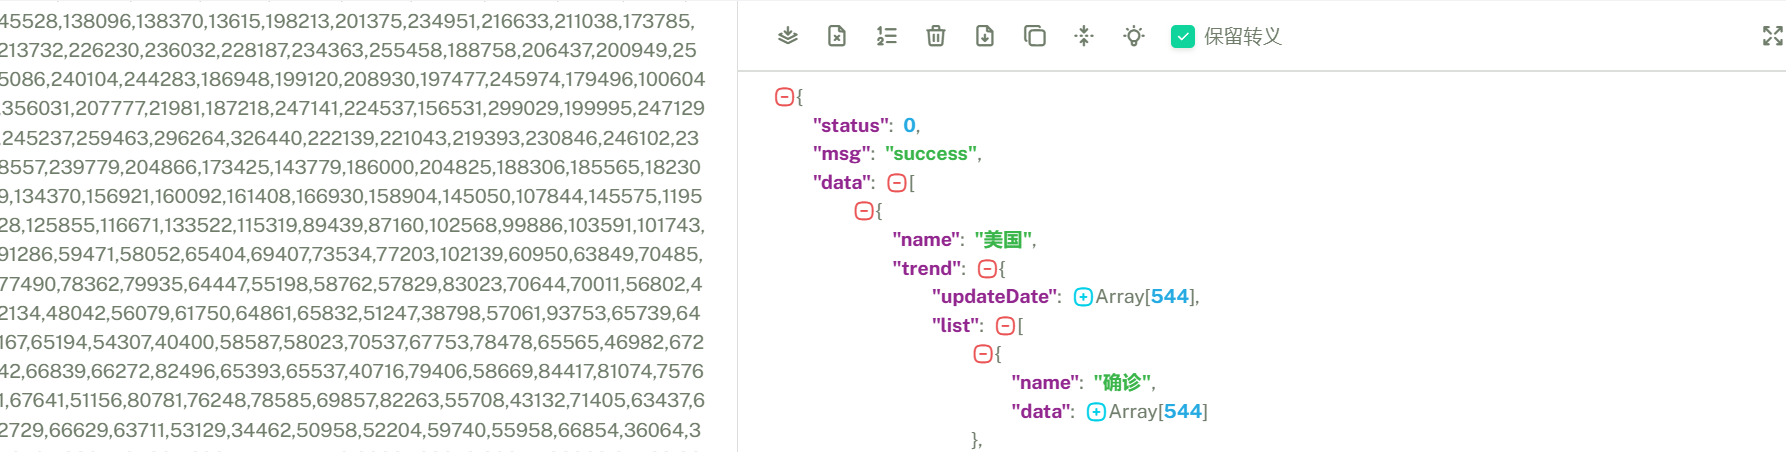 45528,138096,138370,13615,198213,201375,234951,216633,211038,173785,
213732,226230,236032,228187,234363,255458,188758,206437,200949,25
5086,240104,244283,186948,199120,208930,197477,245974,179496,100604
,356031,207777,21981,187218,247141,224537,156531,299029,199995,247129
,245237,259463,296264,326440,222139,221043,219393,230846,246102,23
8557,239779,204866,173425,143779,186000,204825,188306,185565,18230
9,134370,156921,160092,161408,166930,158904,145050,107844,145575,1195
28,125855,116671,133522,115319,89439,87160,102568,99886,103591,101743,
91286,59471,58052,65404,69407,73534,77203,102139,60950,63849,70485,
77490,78362,79935,64447,55198,58762,57829,83023,70644,70011,56802,4
2134,48042,56079,61750,64861,65832,51247,38798,57061,93753,65739,64
167,65194,54307,40400,58587,58023,70537,67753,78478,65565,46982,672
42,66839,66272,82496,65393,65537,40716,79406,58669,84417,81074,7576
1,67641,51156,80781,76248,78585,69857,82263,55708,43132,71405,63437,6
2729,66629,63711,53129,34462,50958,52204,59740,55958,66854,36064,3
保留转义
{
"status": 0,
"msg": "success",
"data": [
{
"name": "美国",
"trend": {
"updateDate": Array[544],
"list": [
{
"name": "确诊",
"data": Array[544]
},